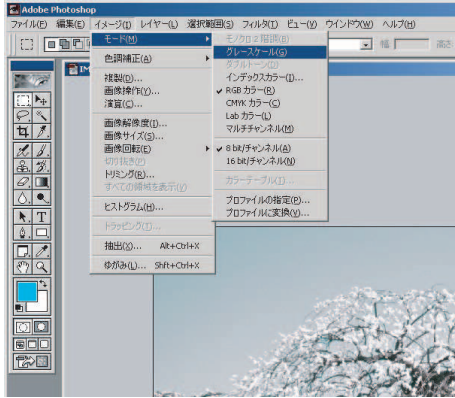 Adobe Photoshop
ファイル(F) 編集(E) イメージ(I) レイヤー(L) 選択範囲(S) フィルタ(T) ビュー(V) ウインドウ(W) ヘルプ(H)
幅 高さ
IM
モード(M)
色調補正(A)
複製(D)...
画像操作(Y)...
演算(C)...
画像解像度(I)...
画像サイズ(S)...
画像回転(E)
切り抜き(P)
トリミング(R)...
すべての領域を表示(V)
ヒストグラム(H)...
トラッピング(T)...
抽出(X)... Alt+Ctrl+X
ゆがみ(L)... Shft+Ctrl+X
モノクロ2階調(B)
グレースケール(G)
ダブルトーン(D)
インデックスカラー(I)...
RGB カラー(R)
CMYK カラー(C)
Lab カラー(L)
マルチチャンネル(M)
8 bit/チャンネル(A)
16 bit/チャンネル(N)
カラーテーブル(T)...
プロファイルの指定(P)...
プロファイルに変換(V)...
T